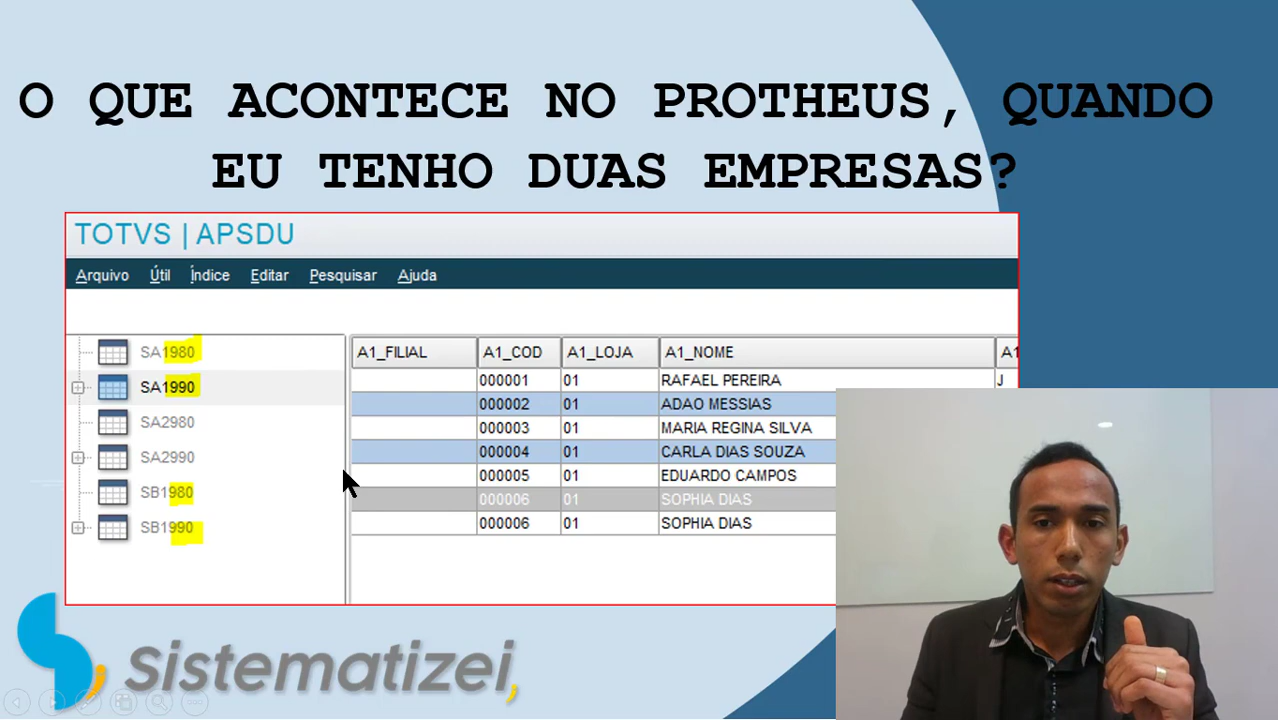 O QUE ACONTECE NO PROTHEUS, QUANDO
EU TENHO DUAS EMPRESAS?
TOTVS | APSDU
Arquivo Útil Índice Editar Pesquisar Ajuda
SA1980
SA1990
SA2980
SA2990
SB1980
SB1990
A1_FILIAL A1_COD A1_LOJA A1_NOME A1
000001 01 RAFAEL PEREIRA J
000002 01 ADAO MESSIAS
000003 01 MARIA REGINA SILVA
000004 01 CARLA DIAS SOUZA
000005 01 EDUARDO CAMPOS
000006 01 SOPHIA DIAS
000006 01 SOPHIA DIAS
Sistematizei,